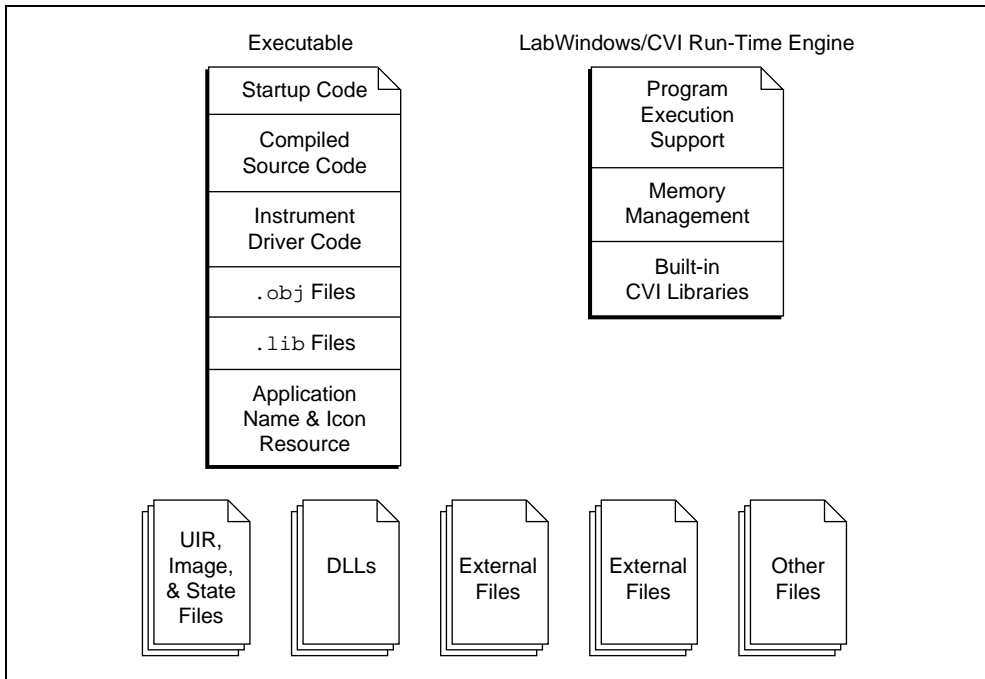 Executable
LabWindows/CVI Run-Time Engine
Startup Code
Compiled
Source Code
Instrument
Driver Code
.obj Files
.lib Files
Application
Name & Icon
Resource
Program
Execution
Support
Memory
Management
Built-in
CVI Libraries
UIR,
Image,
& State
Files
DLLs
External
Files
External
Files
Other
Files